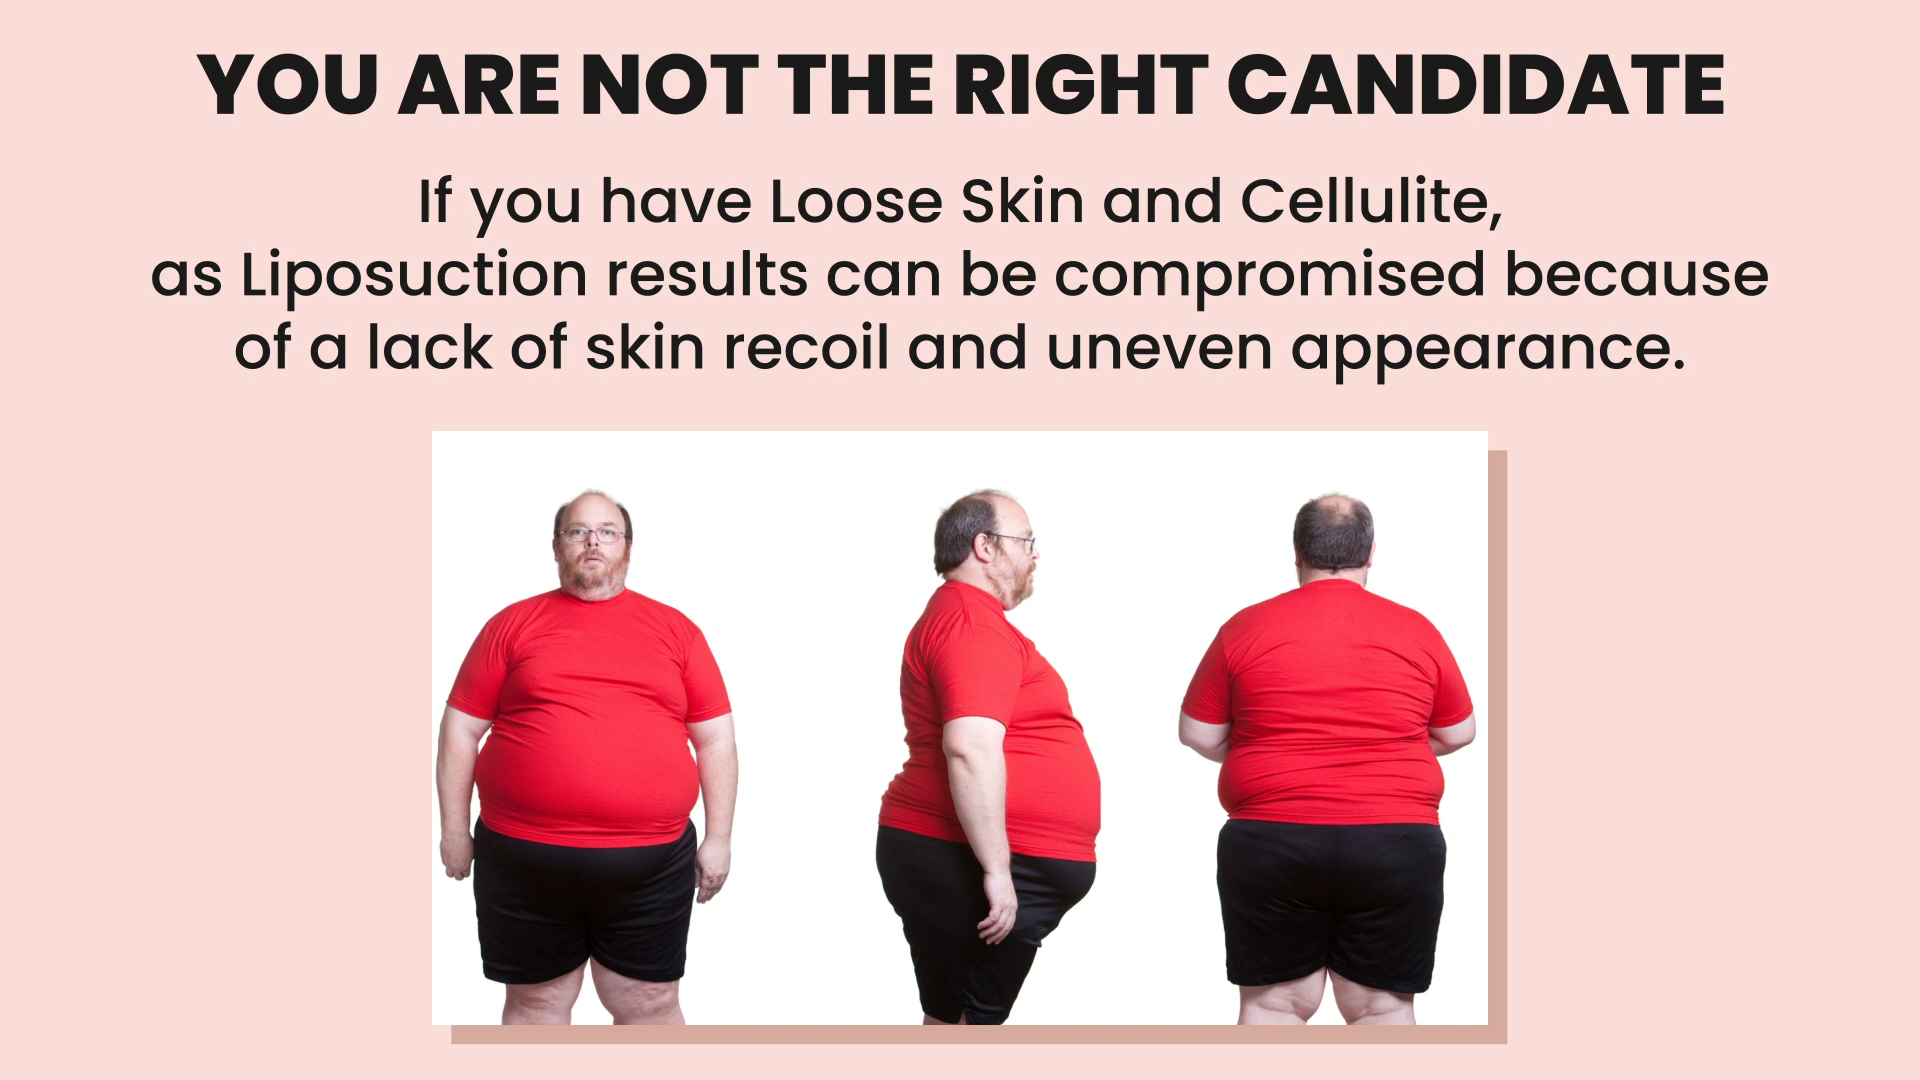 YOU ARE NOT THE RIGHT CANDIDATE
If you have Loose Skin and Cellulite,
as Liposuction results can be compromised because
of a lack of skin recoil and uneven appearance.